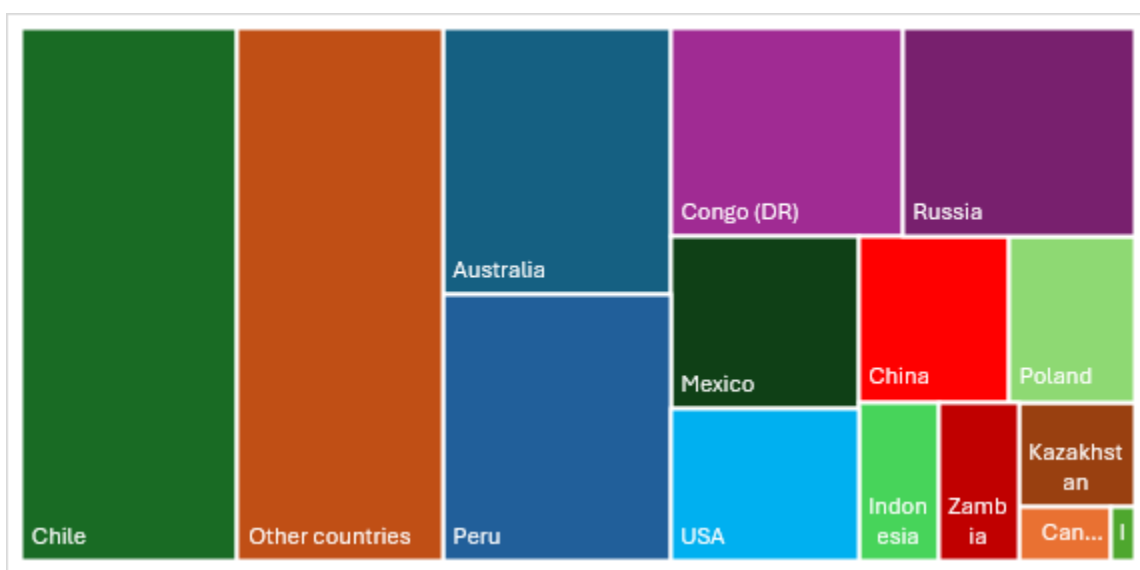 Chile
Other countries
Australia
Peru
Congo (DR)
Russia
Mexico
USA
China
Poland
Indon
esia
Zamb
ia
Kazakhst
an
Can...
I